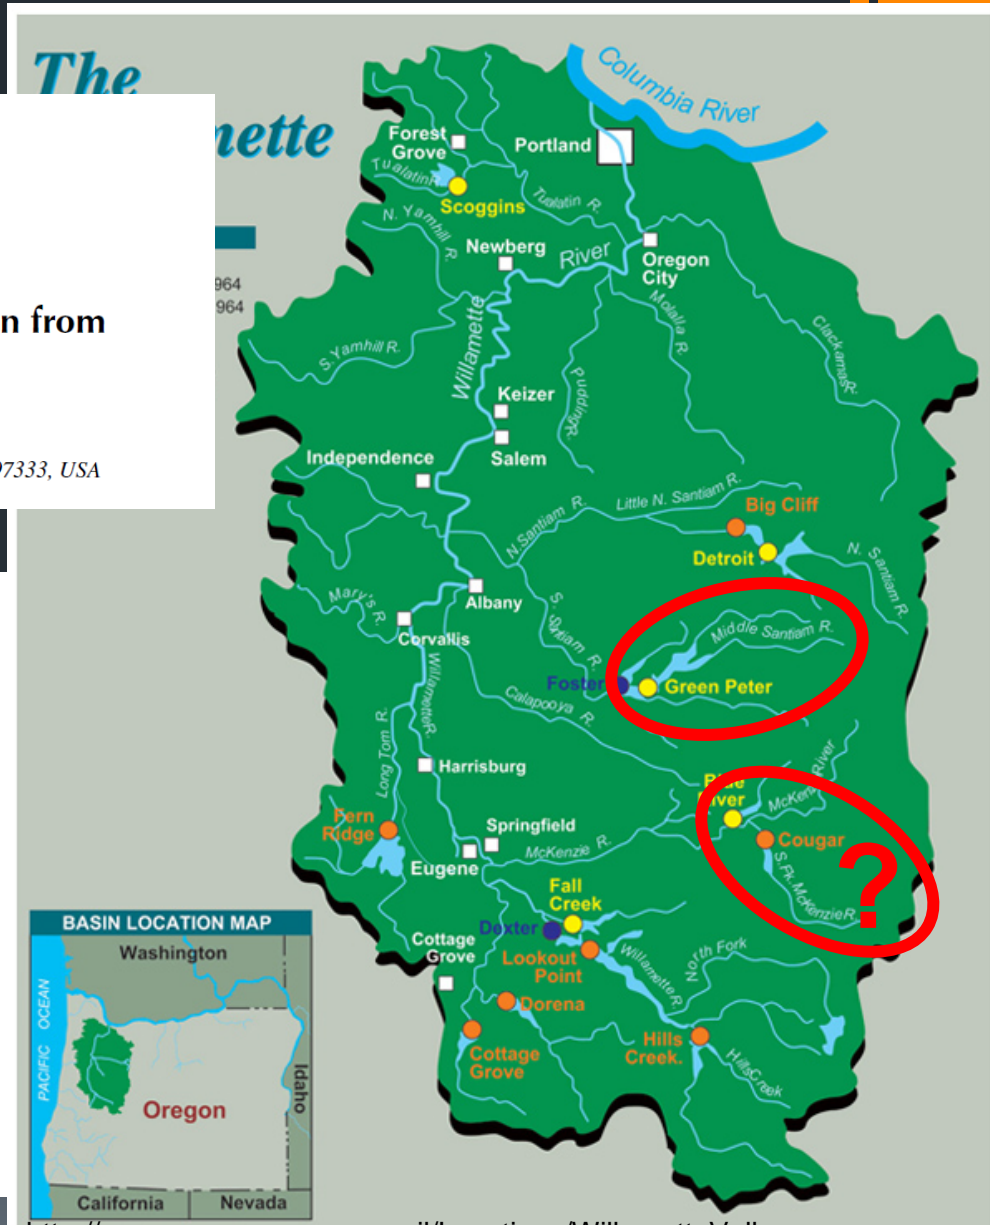 The
nette
964
964
n from
97333, USA
Columbia River
Forest
Grove
Portland
Tualatin R.
Scoggins
Tualatin R.
N. Yamhill R.
Newberg
River
Oregon
City
Willamette
Molalla R.
Clackamas R.
S. Yamhill R.
Pudding R.
Keizer
Salem
Independence
Little N. Santiam R.
Big Cliff
N. Santiam R.
Detroit
N. Santiam R.
Mary's R.
Albany
S. Santiam R.
Corvallis
Middle Santiam R.
Foster
Green Peter
Willamette R.
Calapooya R.
Long Tom R.
Harrisburg
Blue
River
McKenzie River
Fern
Ridge
Springfield
Cougar
?
Eugene
McKenzie R.
S. Fk. McKenzie R.
Fall
Creek
Dexter
Cottage
Grove
Lookout
Point
Willamette R.
North Fork
Dorena
Cottage
Grove
Hills
Creek.
Hills Creek
BASIN LOCATION MAP
Washington
PACIFIC OCEAN
Idaho
Oregon
California
Nevada